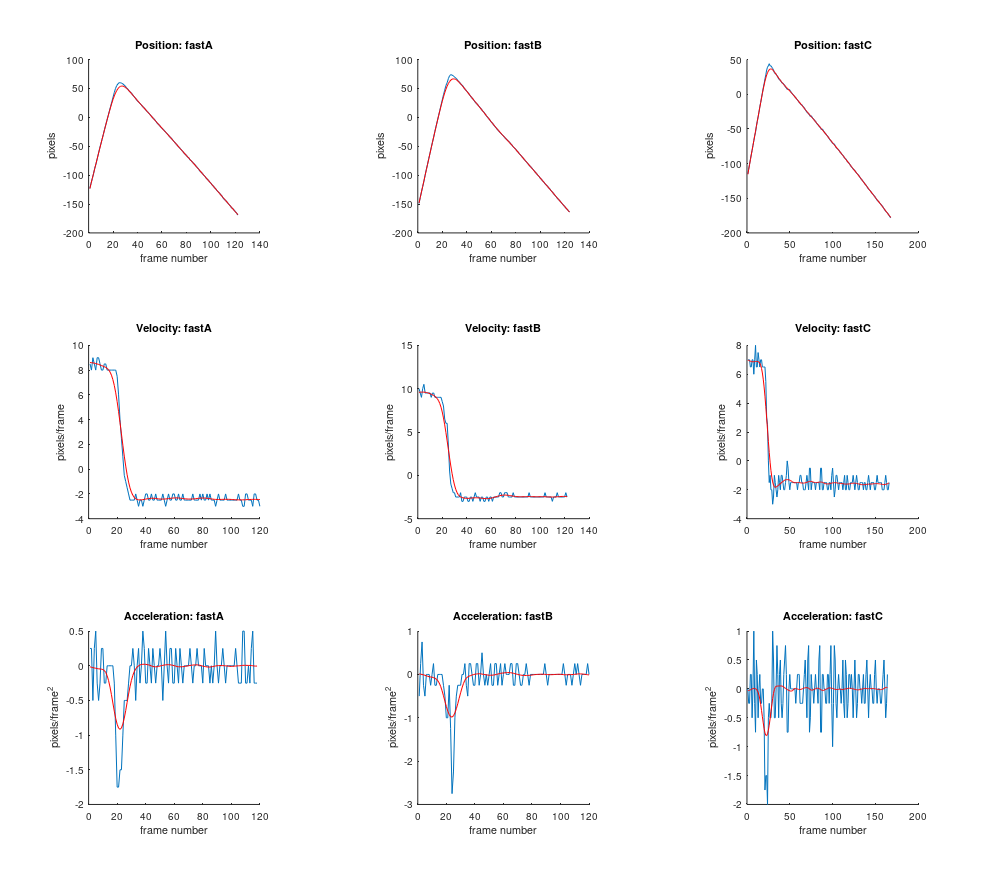 Position: fastA
Position: fastB
Position: fastC
100
50
0
-50
-100
-150
-200
pixels
0 20 40 60 80 100 120 140
frame number
100
50
0
-50
-100
-150
-200
pixels
0 20 40 60 80 100 120 140
frame number
50
0
-50
-100
-150
-200
pixels
0 50 100 150 200
frame number
Velocity: fastA
Velocity: fastB
Velocity: fastC
10
8
6
4
2
0
-2
-4
pixels/frame
0 20 40 60 80 100 120
frame number
15
10
5
0
-5
pixels/frame
0 20 40 60 80 100 120 140
frame number
8
6
4
2
0
-2
-4
pixels/frame
0 50 100 150 200
frame number
Acceleration: fastA
Acceleration: fastB
Acceleration: fastC
0.5
0
-0.5
-1
-1.5
-2
pixels/frame²
0 20 40 60 80 100 120
frame number
1
0
-1
-2
-3
pixels/frame²
0 20 40 60 80 100 120
frame number
1
0.5
0
-0.5
-1
-1.5
-2
pixels/frame²
0 50 100 150 200
frame number